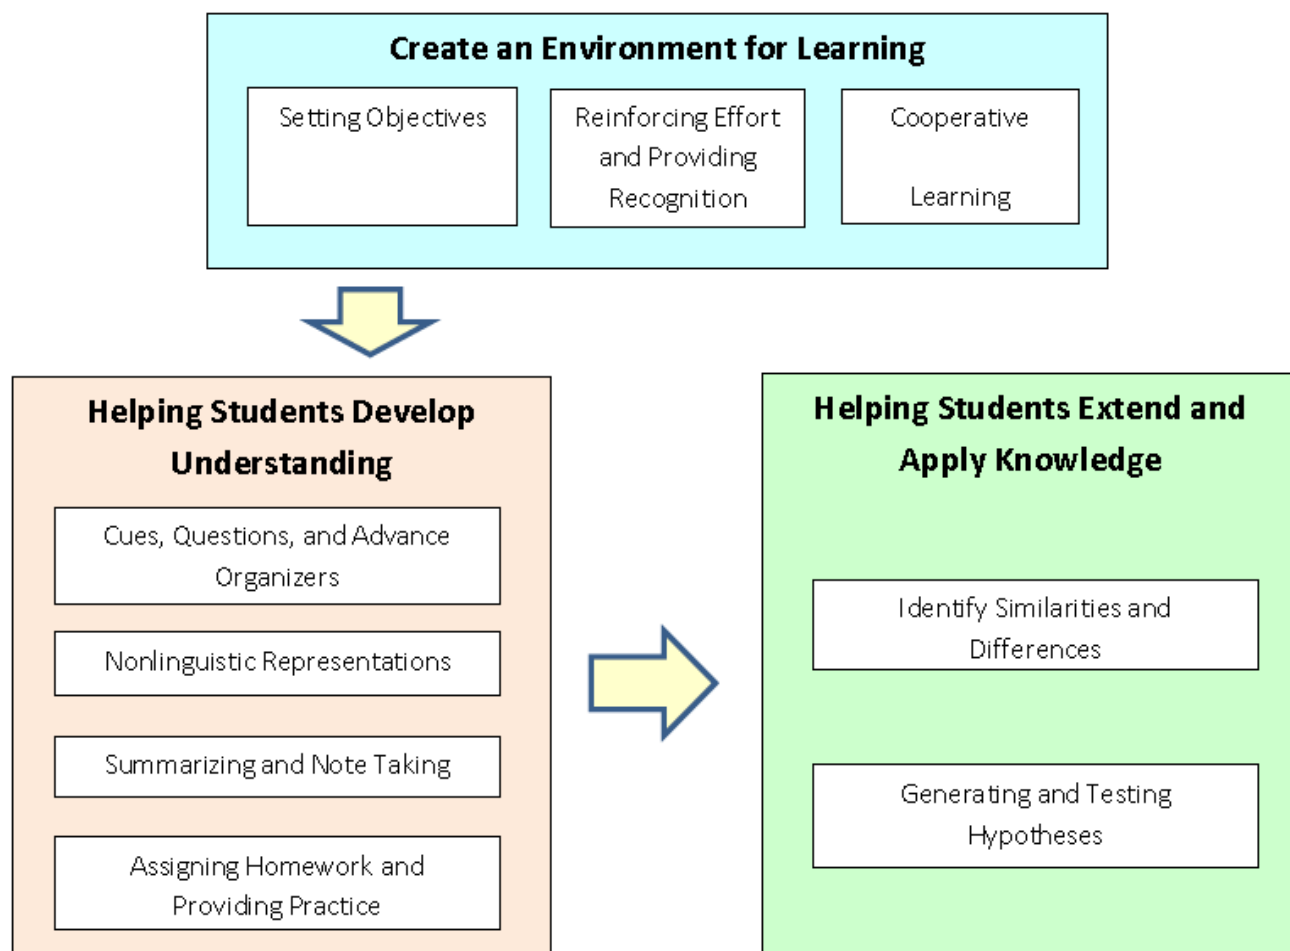 Create an Environment for Learning
Setting Objectives
Reinforcing Effort
and Providing
Recognition
Cooperative
Learning
Helping Students Develop
Understanding
Cues, Questions, and Advance
Organizers
Nonlinguistic Representations
Summarizing and Note Taking
Assigning Homework and
Providing Practice
Helping Students Extend and
Apply Knowledge
Identify Similarities and
Differences
Generating and Testing
Hypotheses